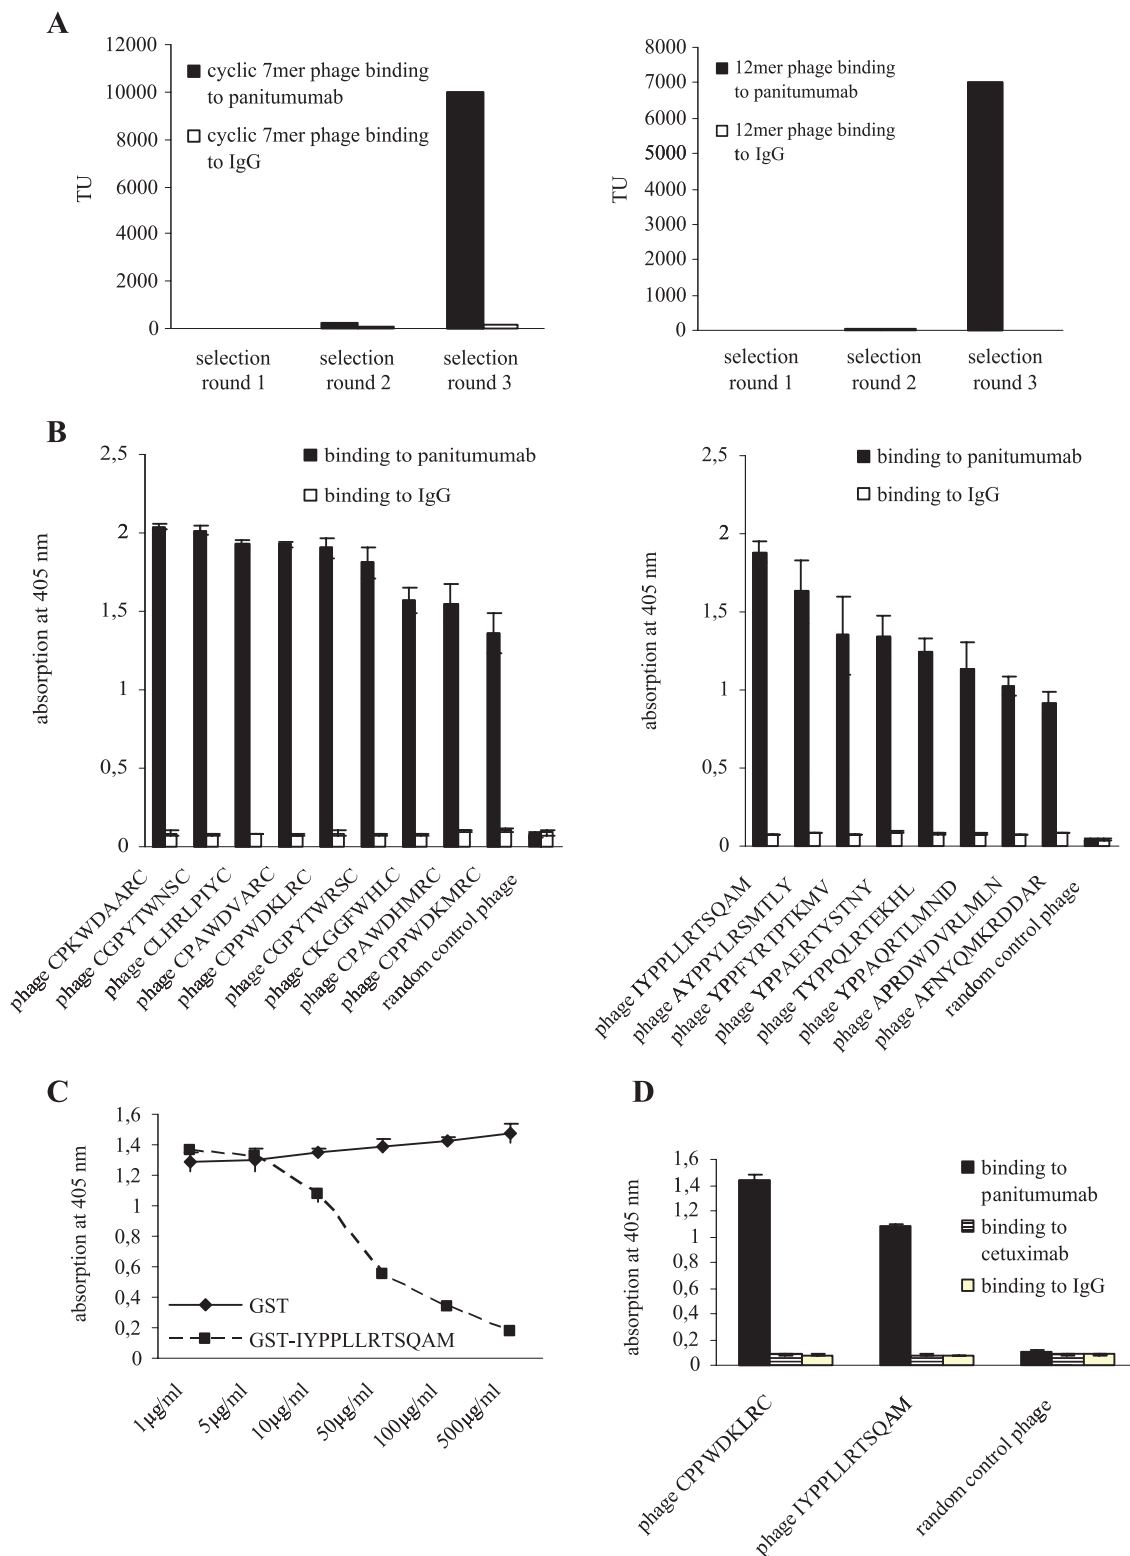 A
12000
10000
8000
6000
4000
2000
0
TU
cyclic 7mer phage binding
to panitumumab
cyclic 7mer phage binding
to IgG
selection
round 1
selection
round 2
selection
round 3
8000
7000
6000
5000
4000
3000
2000
1000
0
TU
12mer phage binding
to panitumumab
12mer phage binding
to IgG
selection
round 1
selection
round 2
selection
round 3
B
2,5
2
1,5
1
0,5
0
absorption at 405 nm
binding to panitumumab
binding to IgG
phage CPKWDAARC
phage CGPYTWNSC
phage CLHRLPIYC
phage CPAWDVARC
phage CPPWDKLRC
phage CGPYTWRSC
phage CKGGFWHLC
phage CPAWDHMRC
phage CPPWDKMRC
random control phage
2,5
2
1,5
1
0,5
0
absorption at 405 nm
binding to panitumumab
binding to IgG
phage IYPPLLRTSQAM
phage AYPPYLRSMTLY
phage YPPFYRTPTKMV
phage YPPAERTYSTNY
phage TYPPQLRTEKHL
phage YPPAQRTLMNID
phage APRDWDVRLMLN
phage AFNYQMKRDDAR
random control phage
C
1,6
1,4
1,2
1
0,8
0,6
0,4
0,2
0
absorption at 405 nm
GST
GST-IYPPLLRTSQAM
1µg/ml
5µg/ml
10µg/ml
50µg/ml
100µg/ml
500µg/ml
D
1,6
1,4
1,2
1
0,8
0,6
0,4
0,2
0
absorption at 405 nm
binding to
panitumumab
binding to
cetuximab
binding to IgG
phage CPPWDKLRC
phage IYPPLLRTSQAM
random control phage